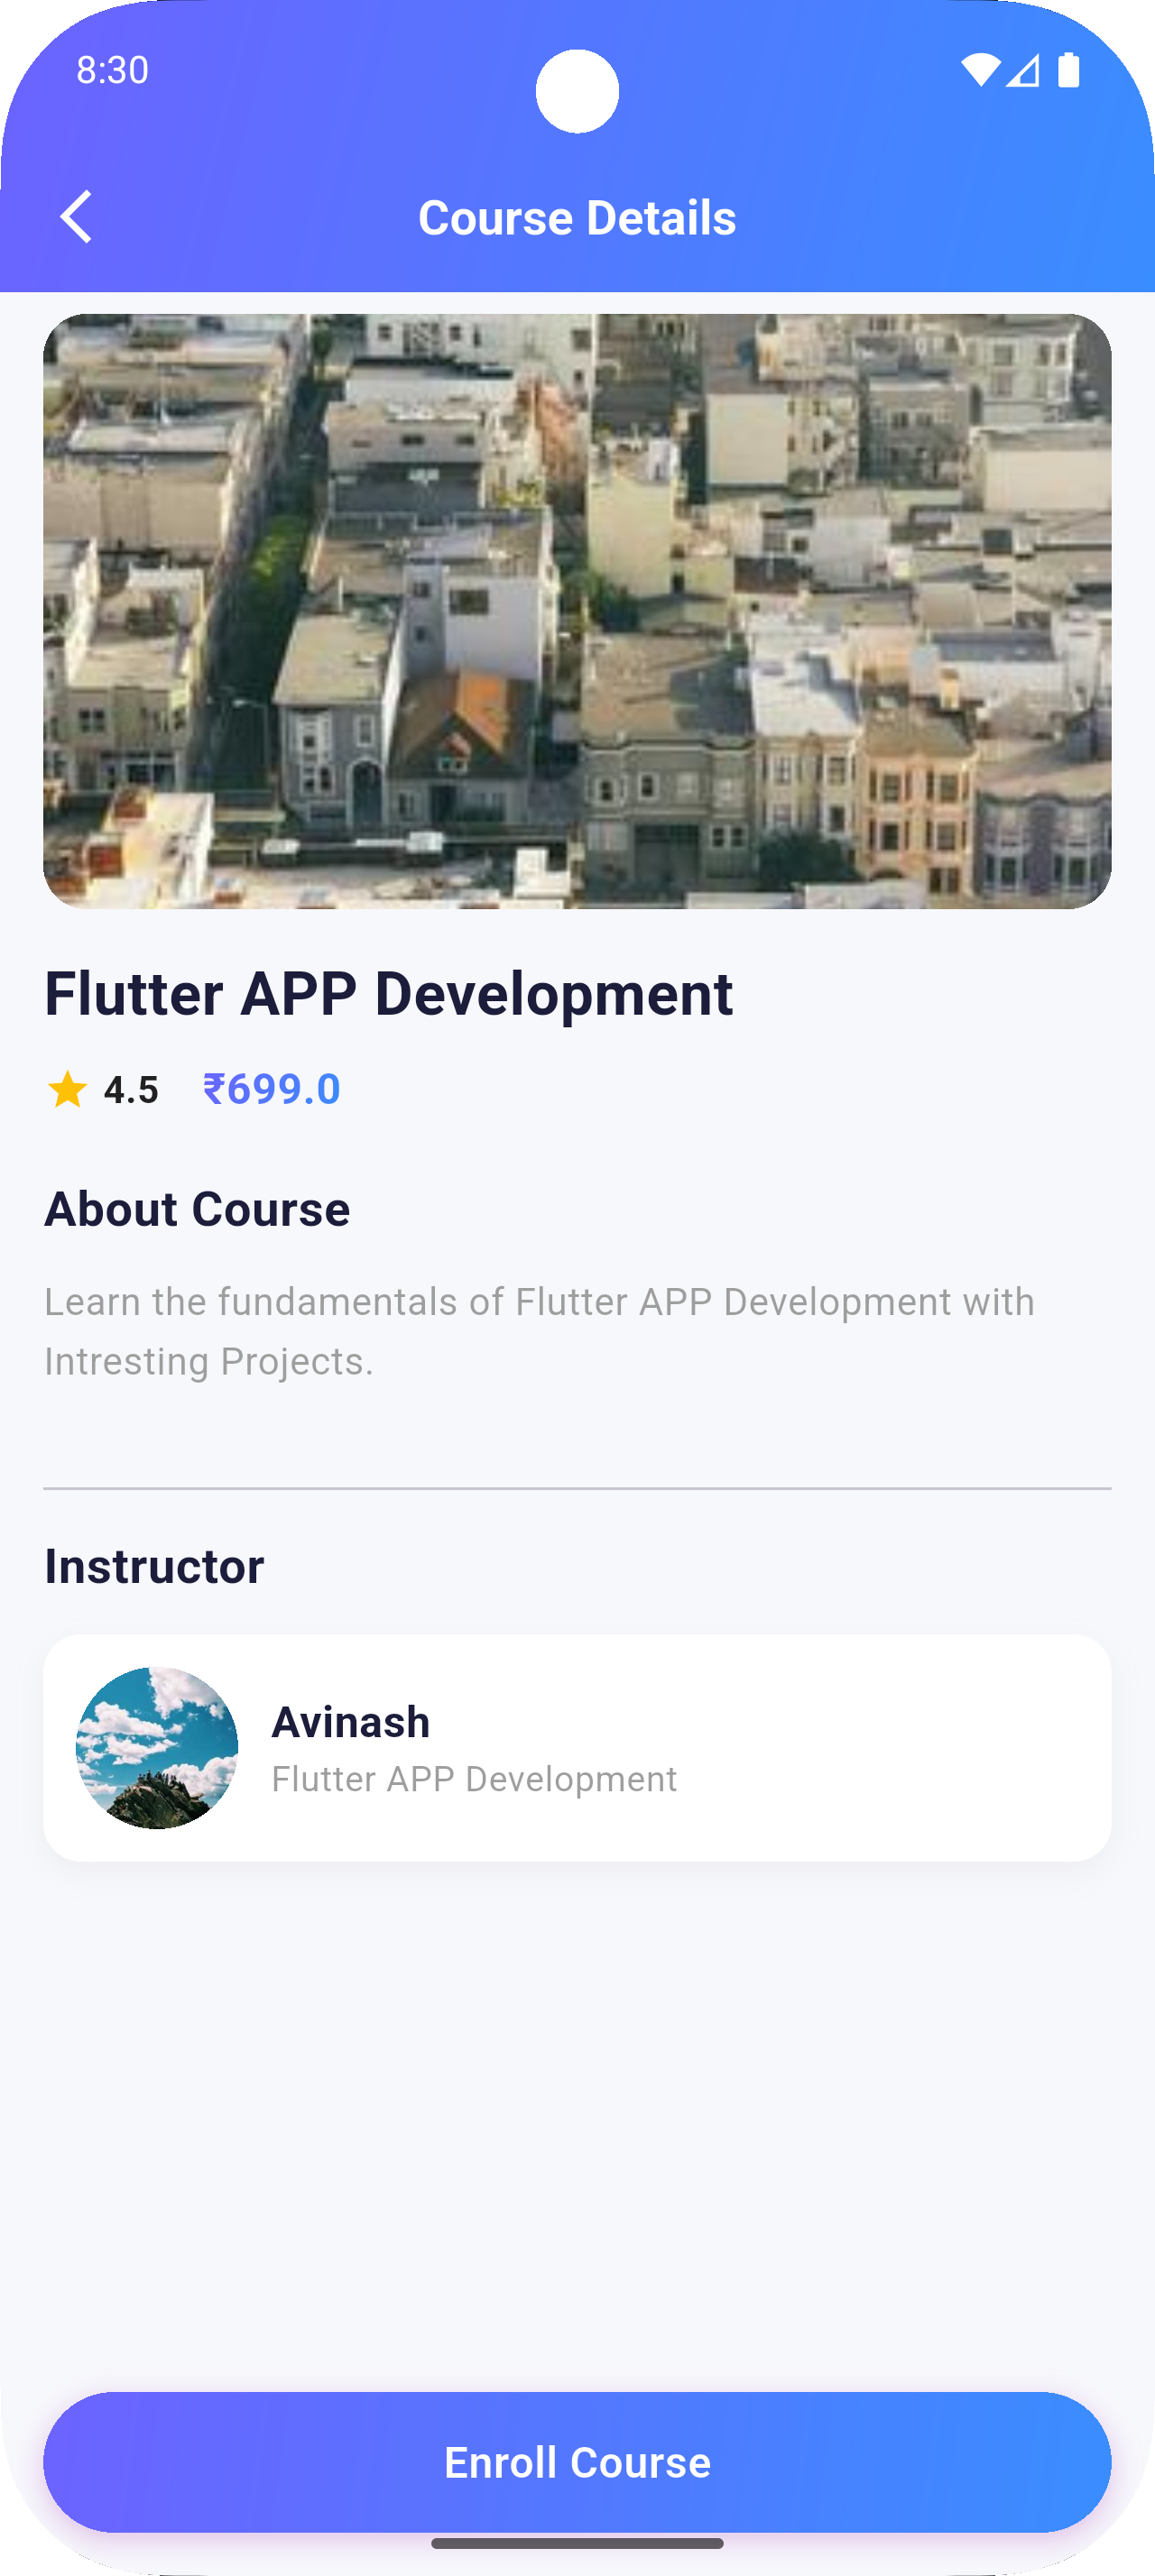 8:30
Course Details
Flutter APP Development
4.5 ₹699.0
About Course
Learn the fundamentals of Flutter APP Development with
Intresting Projects.
Instructor
Avinash
Flutter APP Development
Enroll Course